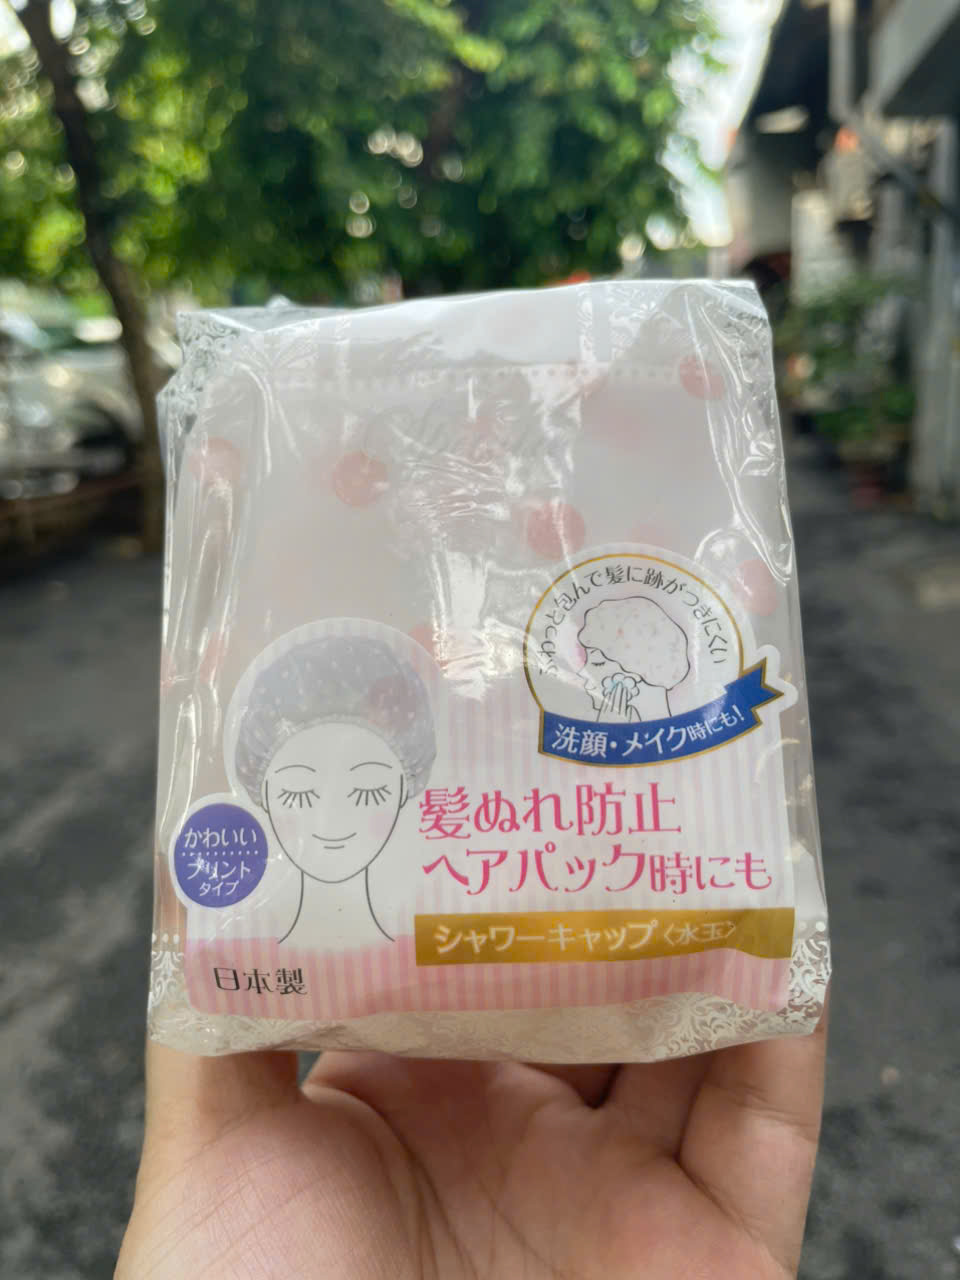 ふわっと包んで髪に跡がつきにくい
洗顔・メイク時にも!
髪ぬれ防止
ヘアパック時にも
かわいい
プリント
タイプ
シャワーキャップ〈水玉〉
日本製